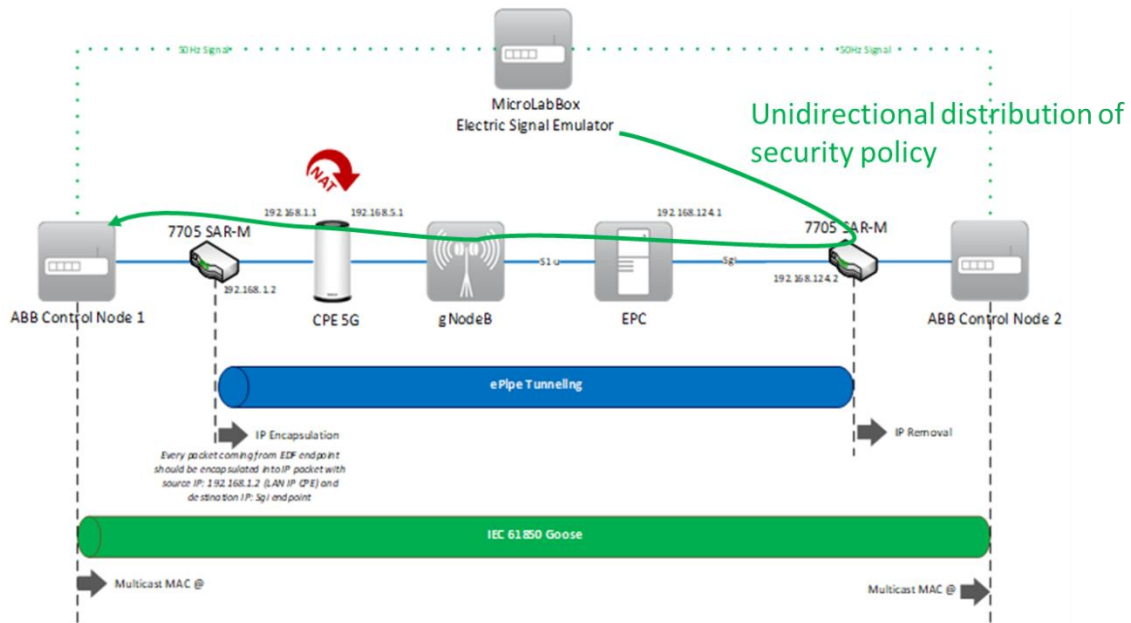 50Hz Signal
50Hz Signal
MicroLabBox
Electric Signal Emulator
Unidirectional distribution of
security policy
NAT
192.168.1.1
192.168.5.1
192.168.124.1
7705 SAR-M
7705 SAR-M
S1 u
Sgi
192.168.1.2
192.168.124.2
ABB Control Node 1
CPE 5G
gNodeB
EPC
ABB Control Node 2
ePipe Tunnelling
IP Encapsulation
IP Removal
Every packet coming from EDF endpoint
should be encapsulated into IP packet with
source IP: 192.168.1.2 (LAN IP CPE) and
destination IP: SgI endpoint
IEC 61850 Goose
Multicast MAC @
Multicast MAC @